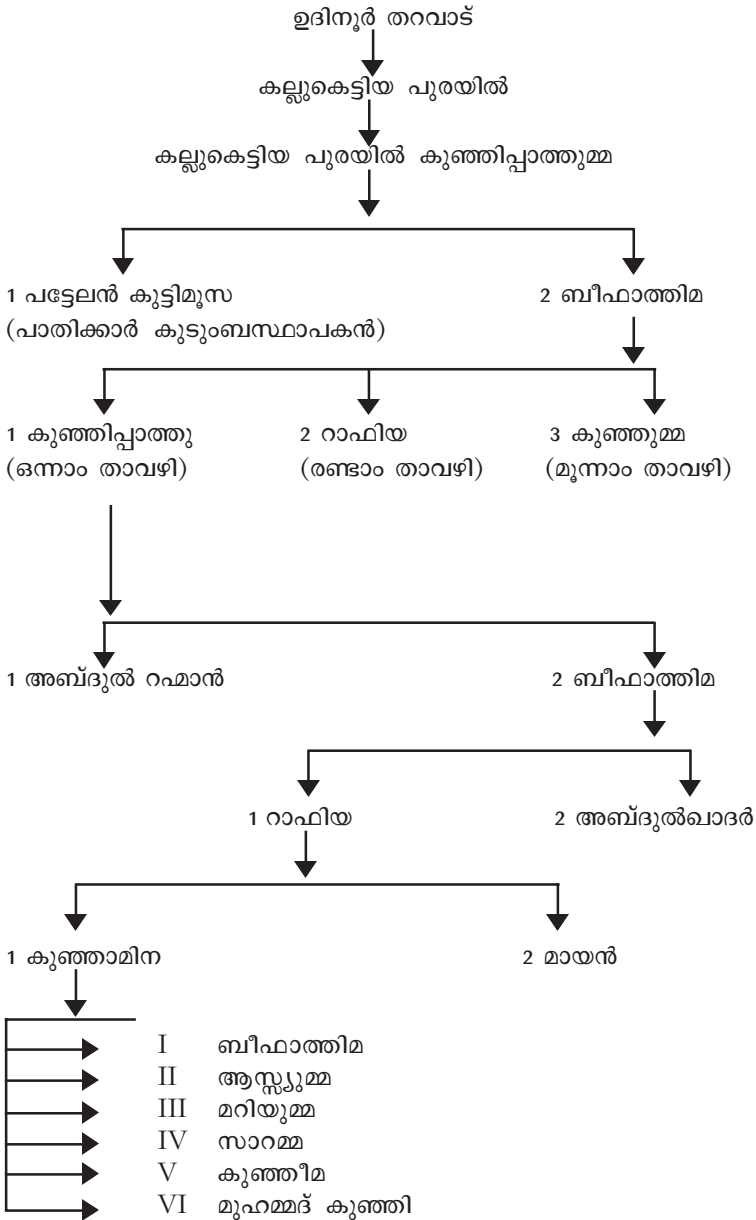 ഉദിനൂർ തറവാട്
കല്ലുകെട്ടിയ പുരയിൽ
കല്ലുകെട്ടിയ പുരയിൽ കുഞ്ഞിപ്പാത്തുമ്മ
1 പട്ടേലൻ കുട്ടിമൂസ 2 ബീഫാത്തിമ
(പാതിക്കാർ കുടുംബസ്ഥാപകൻ)
1 കുഞ്ഞിപ്പാത്തു 2 റാഫിയ 3 കുഞ്ഞുമ്മ
(ഒന്നാം താവഴി) (രണ്ടാം താവഴി) (മൂന്നാം താവഴി)
1 അബ്ദുൽ റഹ്മാൻ 2 ബീഫാത്തിമ
1 റാഫിയ 2 അബ്ദുൽഖാദർ
1 കുഞ്ഞാമിന 2 മായൻ
I ബീഫാത്തിമ
II ആസ്സ്യുമ്മ
III മറിയുമ്മ
IV സാറമ്മ
V കുഞ്ഞീമ
VI മുഹമ്മദ് കുഞ്ഞി